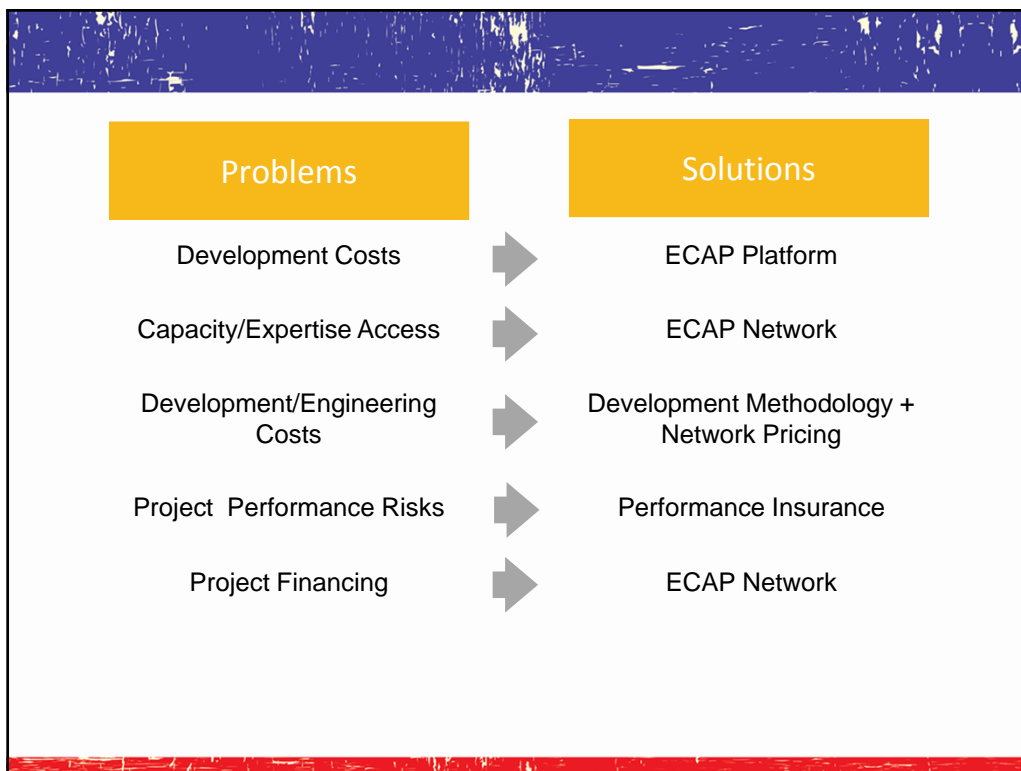 Problems
Solutions
Development Costs
ECAP Platform
Capacity/Expertise Access
ECAP Network
Development/Engineering
Costs
Development Methodology +
Network Pricing
Project  Performance Risks
Performance Insurance
Project Financing
ECAP Network